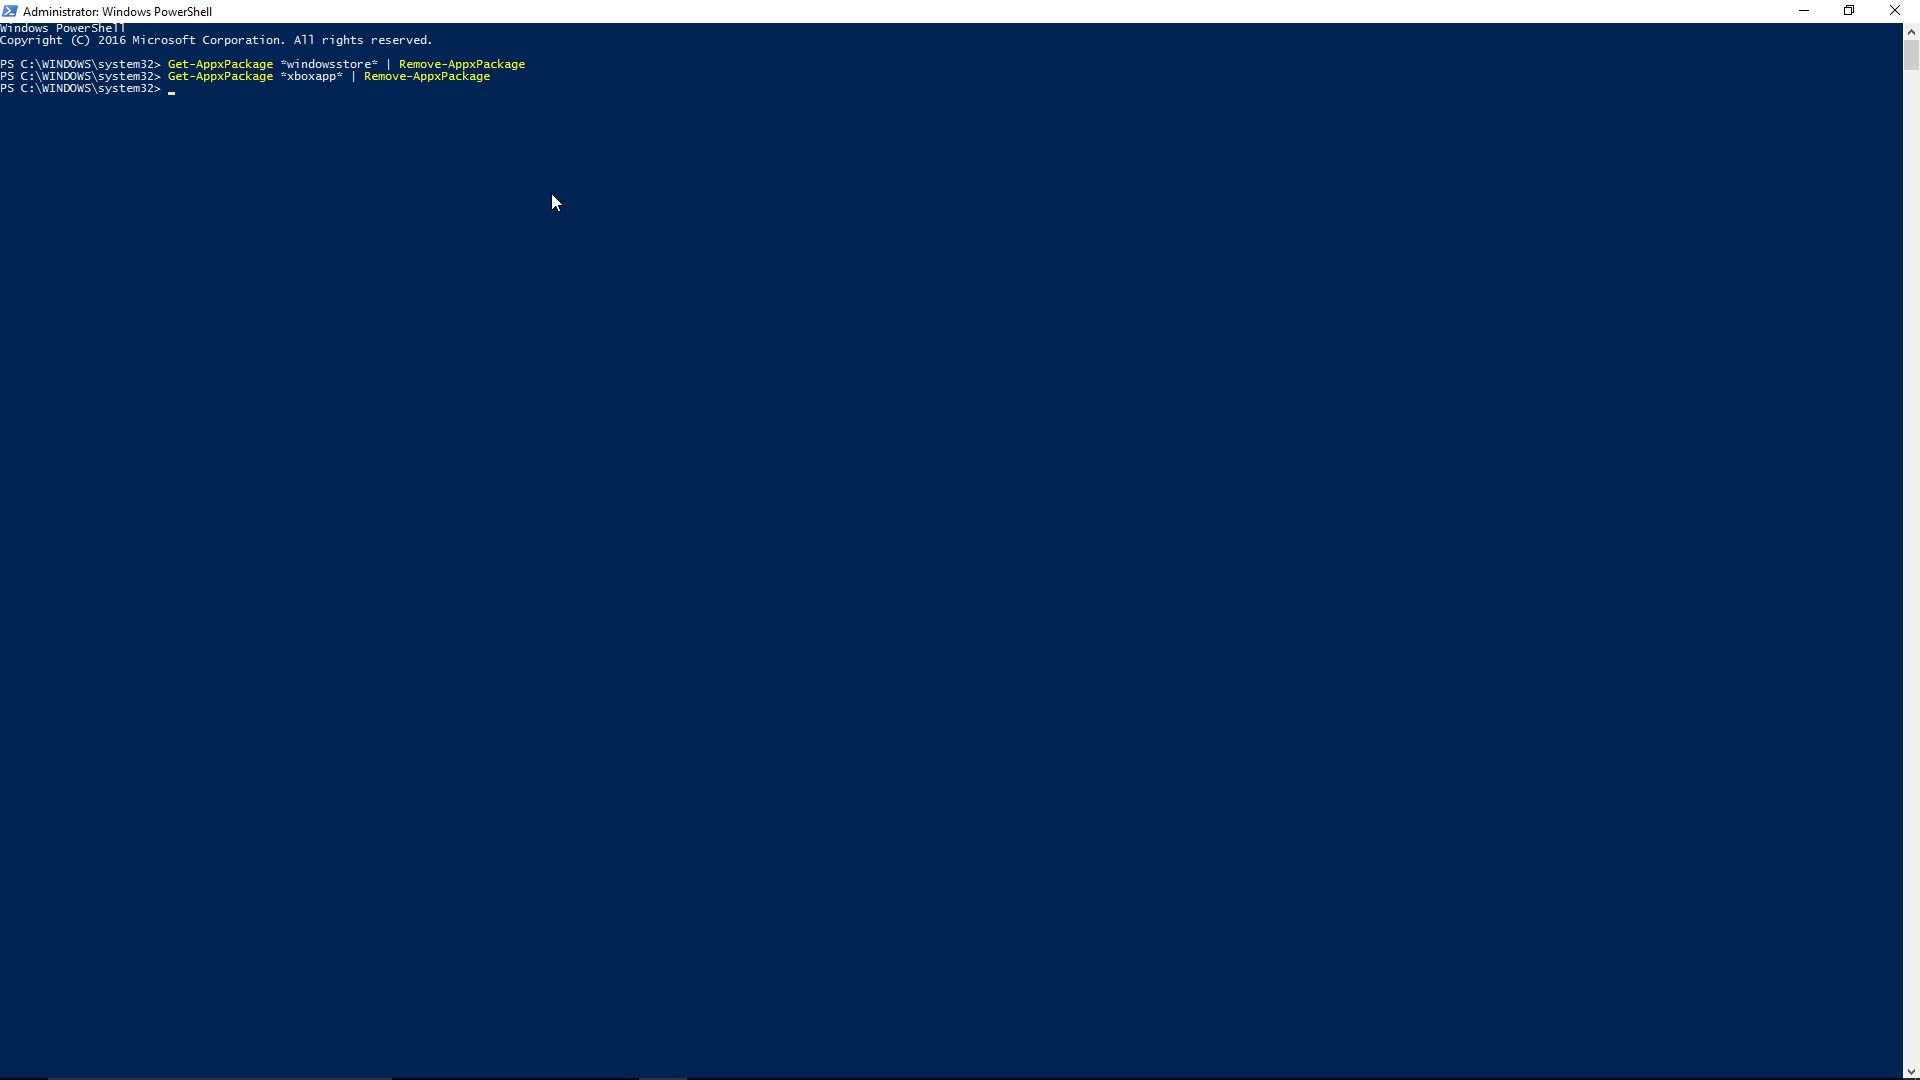 Administrator: Windows PowerShell
Windows PowerShell
Copyright (C) 2016 Microsoft Corporation. All rights reserved.
PS C:\WINDOWS\system32> Get-AppxPackage *windowsstore* | Remove-AppxPackage
PS C:\WINDOWS\system32> Get-AppxPackage *xboxapp* | Remove-AppxPackage
PS C:\WINDOWS\system32> _